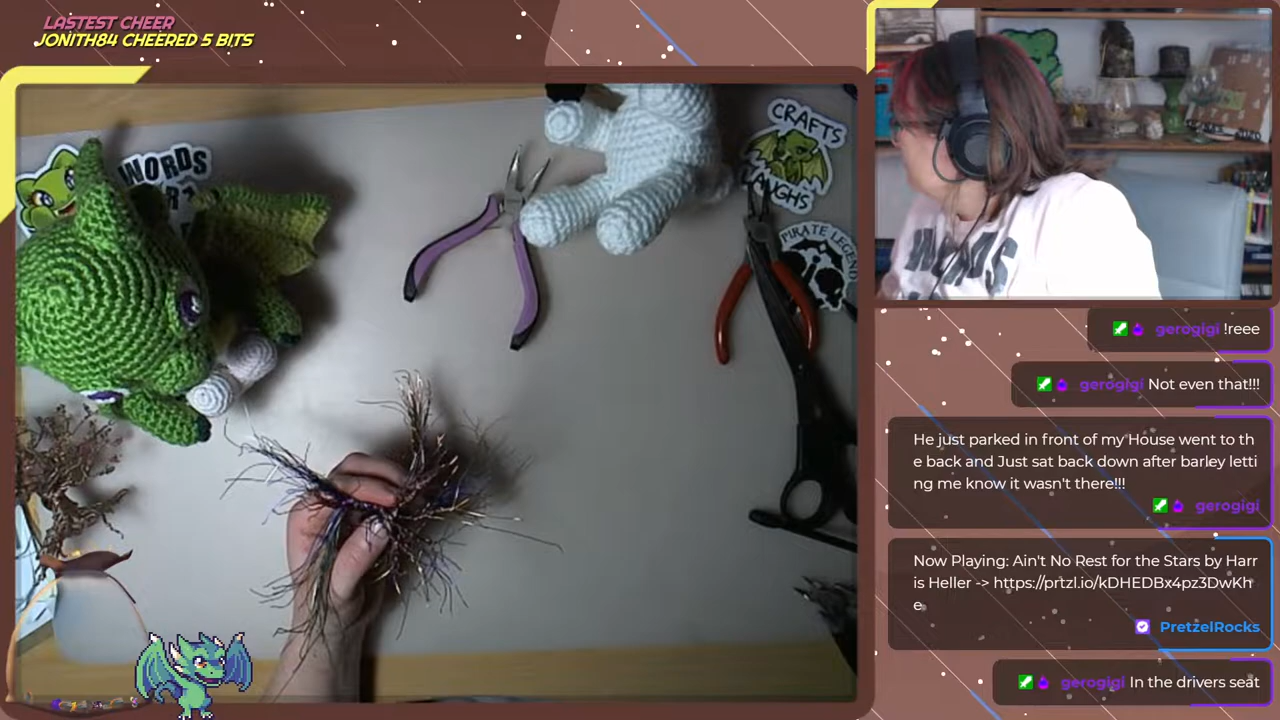 LASTEST CHEER
JONITH84 CHEERED 5 BITS
WORDS
CRAFTS
LAUGHS
PIRATE LEGEND
gerogigi !reee
gerogigi Not even that!!!
He just parked in front of my House went to th
e back and Just sat back down after barley letti
ng me know it wasn't there!!!
gerogigi
Now Playing: Ain't No Rest for the Stars by Harr
is Heller -> https://prtzl.io/kDHEDBx4pz3DwKh
e
PretzelRocks
gerogigi In the drivers seat